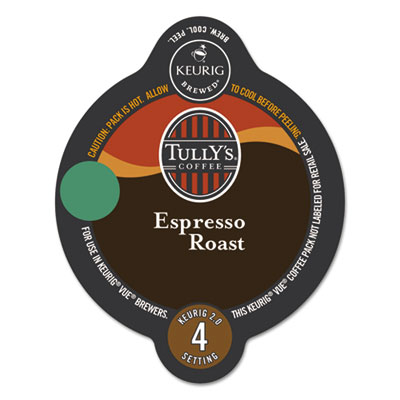 BREW. COOL. PEEL.
KEURIG
BREWED®
CAUTION: PACK IS HOT. ALLOW TO COOL BEFORE PEELING.
TULLY'S
COFFEE
Espresso
Roast
FOR USE IN KEURIG® VUE® BREWERS.
THIS KEURIG® VUE® COFFEE PACK NOT LABELED FOR RETAIL SALE.
KEURIG 2.0
4
SETTING